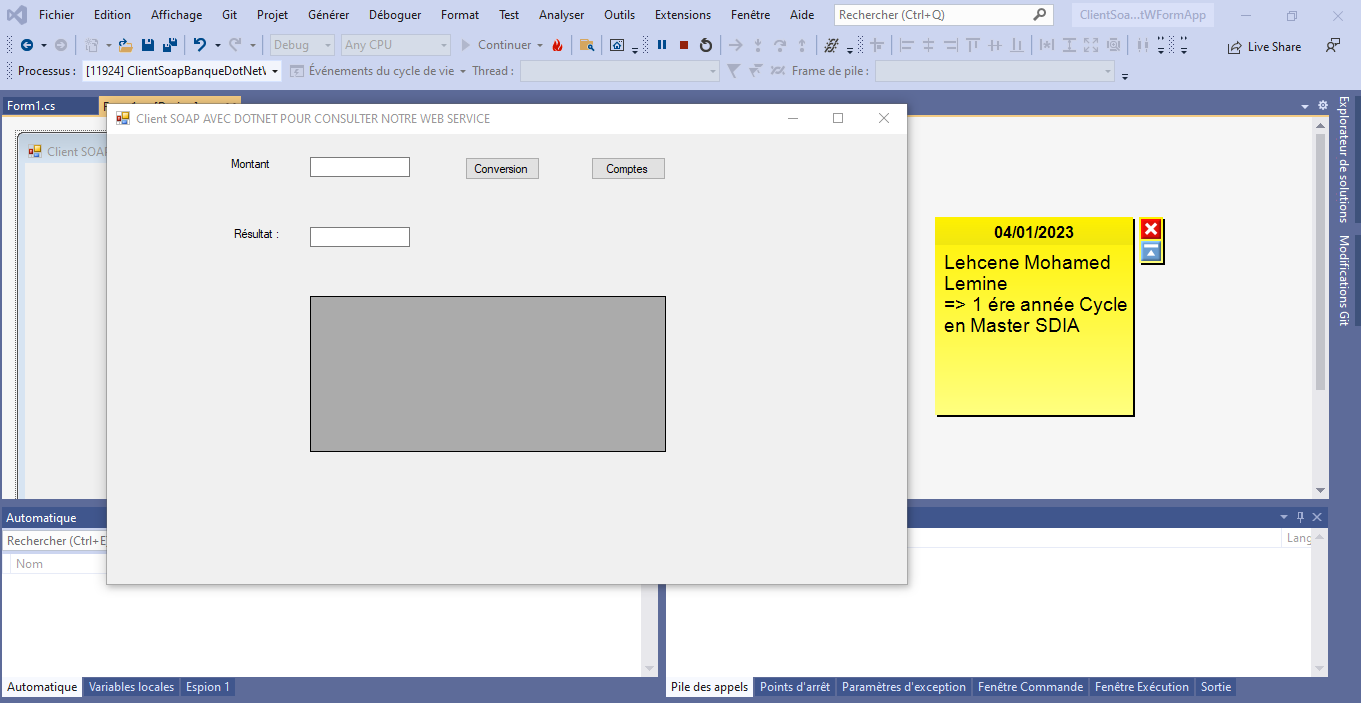 Fichier Edition Affichage Git Projet Générer Déboguer Format Test Analyser Outils Extensions Fenêtre Aide Rechercher (Ctrl+Q) ClientSoa...tWFormApp
Debug Any CPU Continuer Live Share
Processus : [11924] ClientSoapBanqueDotNet Événements du cycle de vie Thread : Frame de pile :
Form1.cs
Client SOAP AVEC DOTNET POUR CONSULTER NOTRE WEB SERVICE
Client SOAP
Montant Conversion Comptes
Résultat :
04/01/2023
Lehcene Mohamed
Lemine
=> 1 ére année Cycle
en Master SDIA
Explorateur de solutions
Modifications Git
Automatique
Rechercher (Ctrl+E
Nom
Lang
Automatique Variables locales Espion 1
Pile des appels Points d'arrêt Paramètres d'exception Fenêtre Commande Fenêtre Exécution Sortie